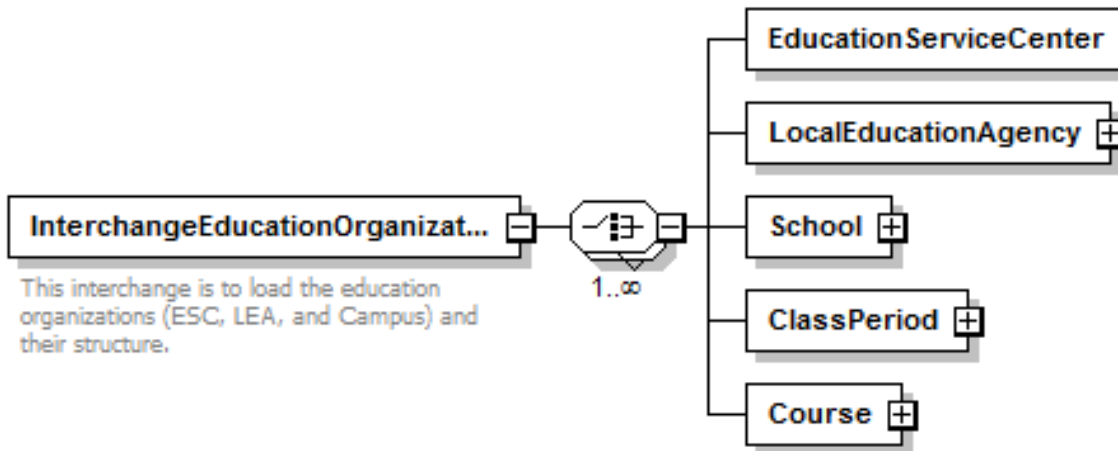 EducationServiceCenter
LocalEducationAgency
InterchangeEducationOrganizat...
School
1..∞
This interchange is to load the education
organizations (ESC, LEA, and Campus) and
their structure.
ClassPeriod
Course